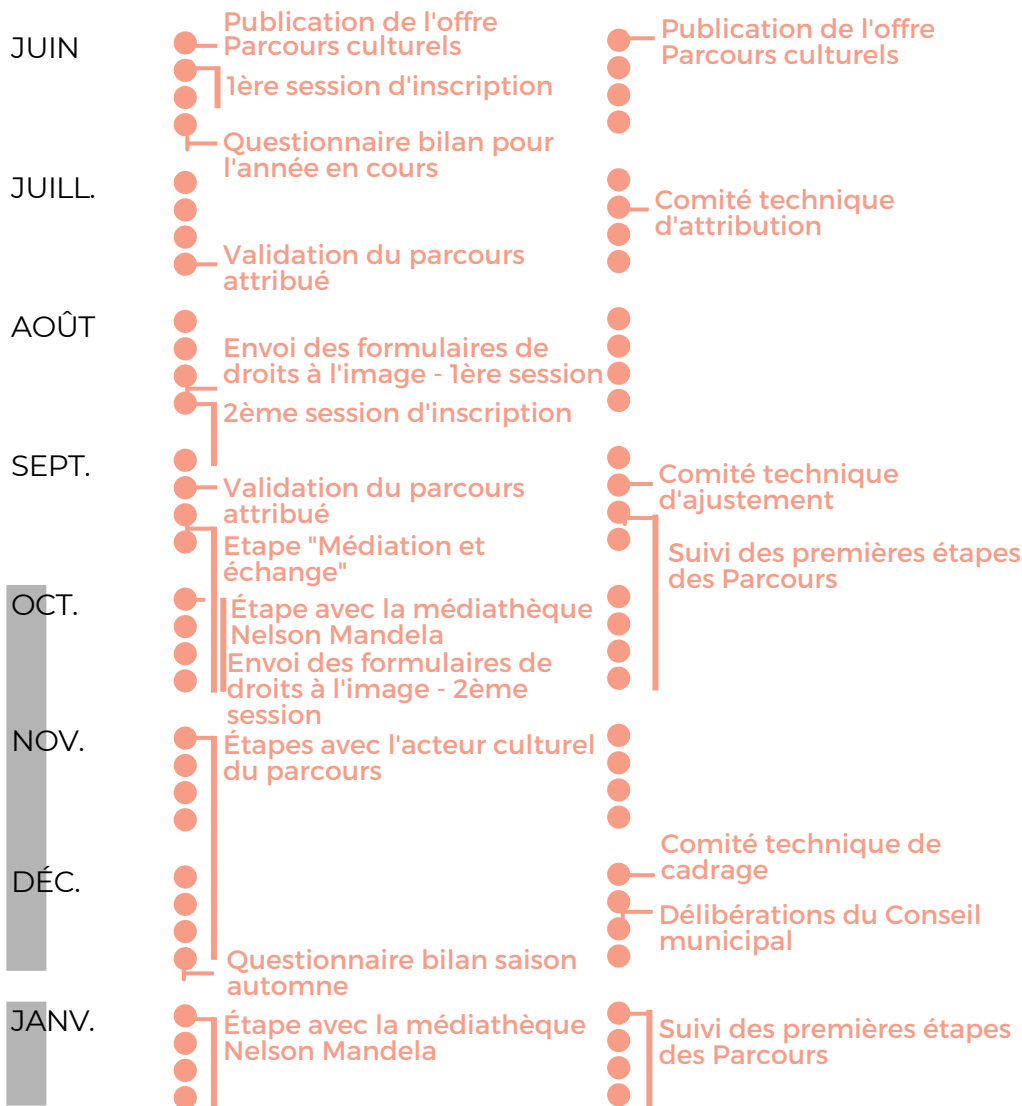 JUIN
Publication de l'offre
Parcours culturels
1ère session d'inscription
Questionnaire bilan pour
l'année en cours
Publication de l'offre
Parcours culturels
JUILL.
Validation du parcours
attribué
Comité technique
d'attribution
AOÛT
Envoi des formulaires de
droits à l'image - 1ère session
2ème session d'inscription
SEPT.
Validation du parcours
attribué
Etape "Médiation et
échange"
Comité technique
d'ajustement
Suivi des premières étapes
des Parcours
OCT.
Étape avec la médiathèque
Nelson Mandela
Envoi des formulaires de
droits à l'image - 2ème
session
NOV.
Étapes avec l'acteur culturel
du parcours
DÉC.
Questionnaire bilan saison
automne
Comité technique de
cadrage
Délibérations du Conseil
municipal
JANV.
Étape avec la médiathèque
Nelson Mandela
Suivi des premières étapes
des Parcours